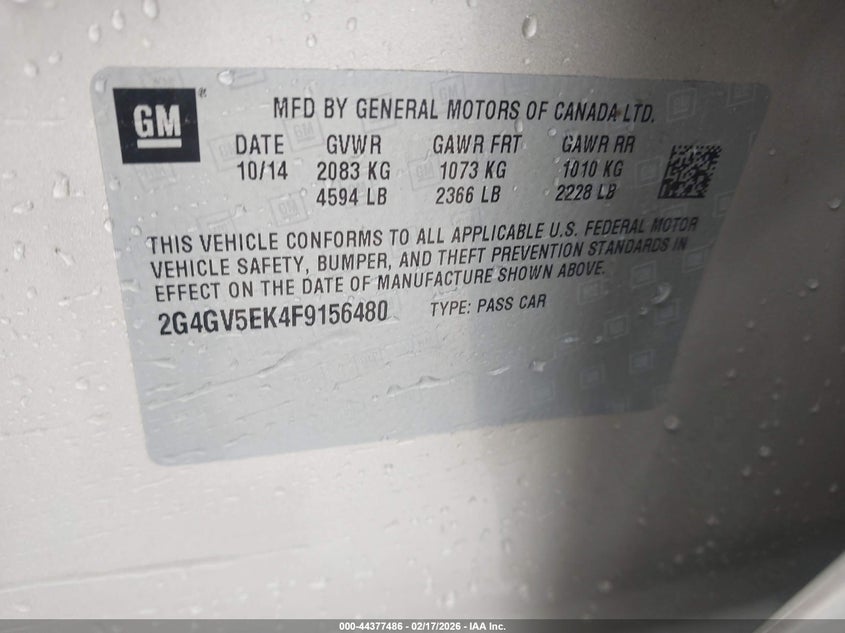 GM ®
MFD BY GENERAL MOTORS OF CANADA LTD.
DATE GVWR GAWR FRT GAWR RR
10/14 2083 KG 1073 KG 1010 KG
4594 LB 2366 LB 2228 LB
THIS VEHICLE CONFORMS TO ALL APPLICABLE U.S. FEDERAL MOTOR
VEHICLE SAFETY, BUMPER, AND THEFT PREVENTION STANDARDS IN
EFFECT ON THE DATE OF MANUFACTURE SHOWN ABOVE.
2G4GV5EK4F9156480 TYPE: PASS CAR
000-44377486 - 02/17/2026 - IAA Inc.